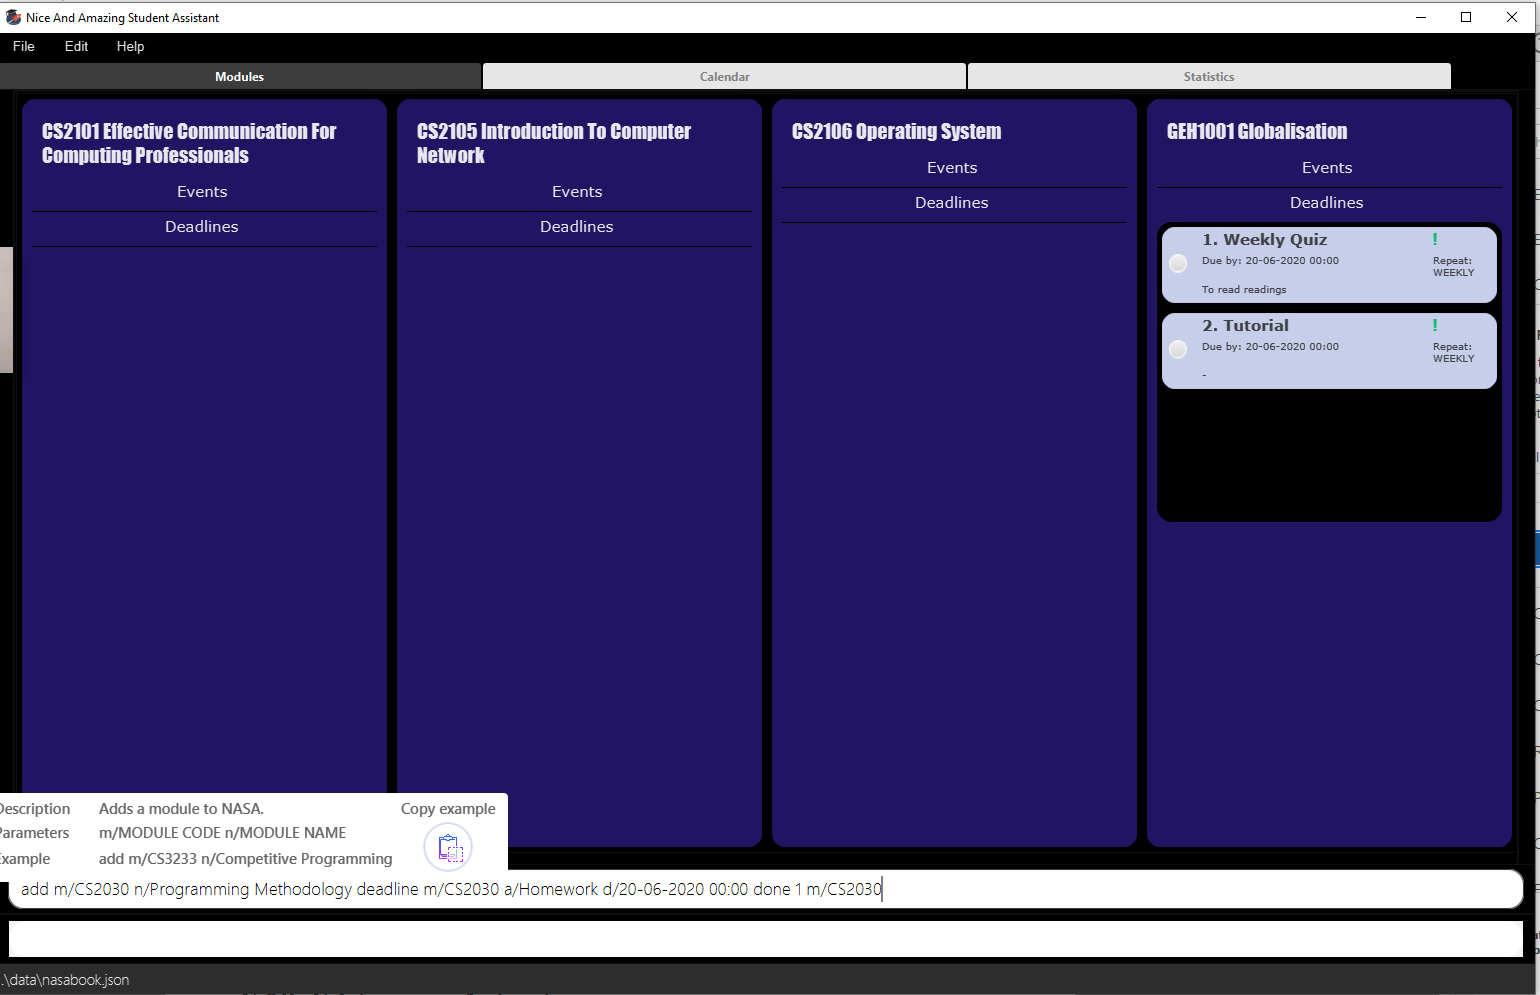 Nice And Amazing Student Assistant
File Edit Help
Modules Calendar Statistics
CS2101 Effective Communication For
Computing Professionals
Events
Deadlines
CS2105 Introduction To Computer
Network
Events
Deadlines
CS2106 Operating System
Events
Deadlines
GEH1001 Globalisation
Events
Deadlines
1. Weekly Quiz !
Due by: 20-06-2020 00:00 Repeat:
WEEKLY
To read readings
2. Tutorial !
Due by: 20-06-2020 00:00 Repeat:
WEEKLY
-
Description Adds a module to NASA. Copy example
Parameters m/MODULE CODE n/MODULE NAME
Example add m/CS3233 n/Competitive Programming
add m/CS2030 n/Programming Methodology deadline m/CS2030 a/Homework d/20-06-2020 00:00 done 1 m/CS2030
.\data\nasabook.json